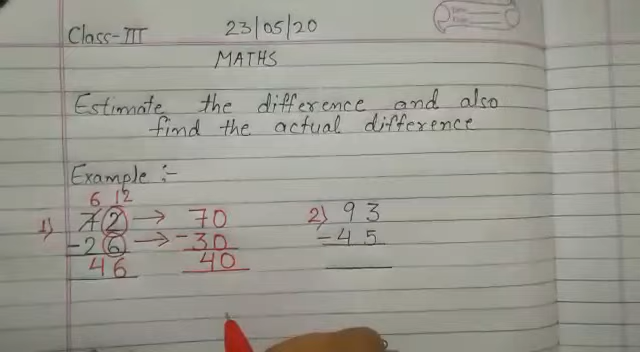 Class-III 23/05/20
MATHS
Estimate the difference and also
find the actual difference
Example :-
6 12
1) 72 → 70 2) 93
-26 → -30 -45
46 40